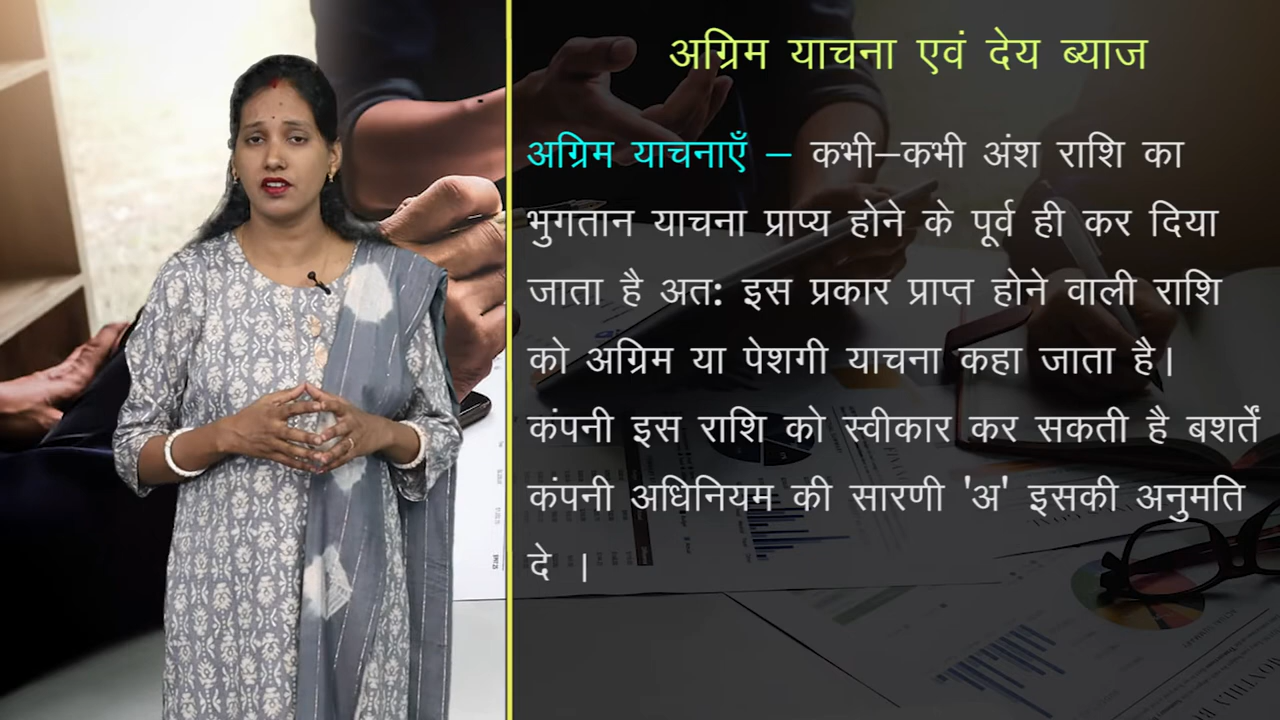 अग्रिम याचना एवं देय ब्याज
अग्रिम याचनाएँ – कभी–कभी अंश राशि का
भुगतान याचना प्राप्य होने के पूर्व ही कर दिया
जाता है अत: इस प्रकार प्राप्त होने वाली राशि
को अग्रिम या पेशगी याचना कहा जाता है।
कंपनी इस राशि को स्वीकार कर सकती है बशर्तें
कंपनी अधिनियम की सारणी 'अ' इसकी अनुमति
दे ।